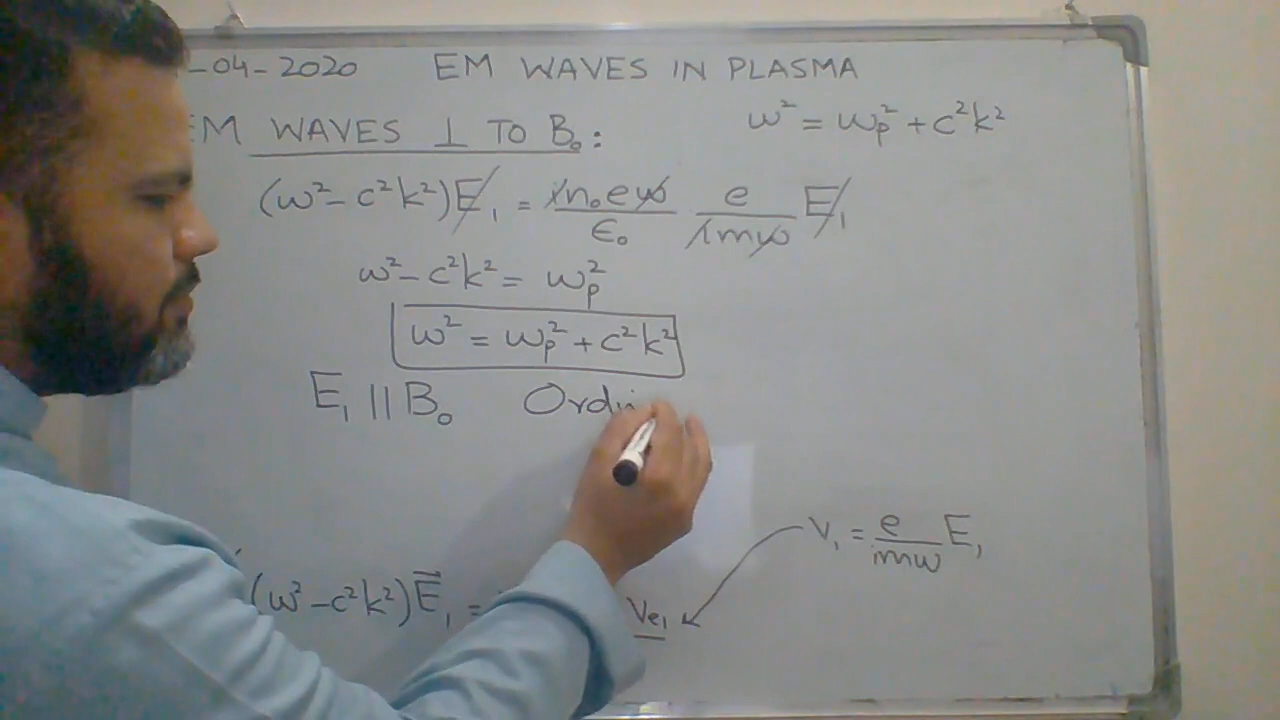 -04-2020 EM WAVES IN PLASMA
EM WAVES ⊥ TO B₀: ω² = ωₚ² + c²k²
(ω² - c²k²)E₁ = in₀eω/ε₀ e/imω E₁
ω² - c²k² = ωₚ²
ω² = ωₚ² + c²k²
E₁ || B₀ Ordi
V₁ = e/imω E₁
(ω² - c²k²)E⃗₁ = Ve₁